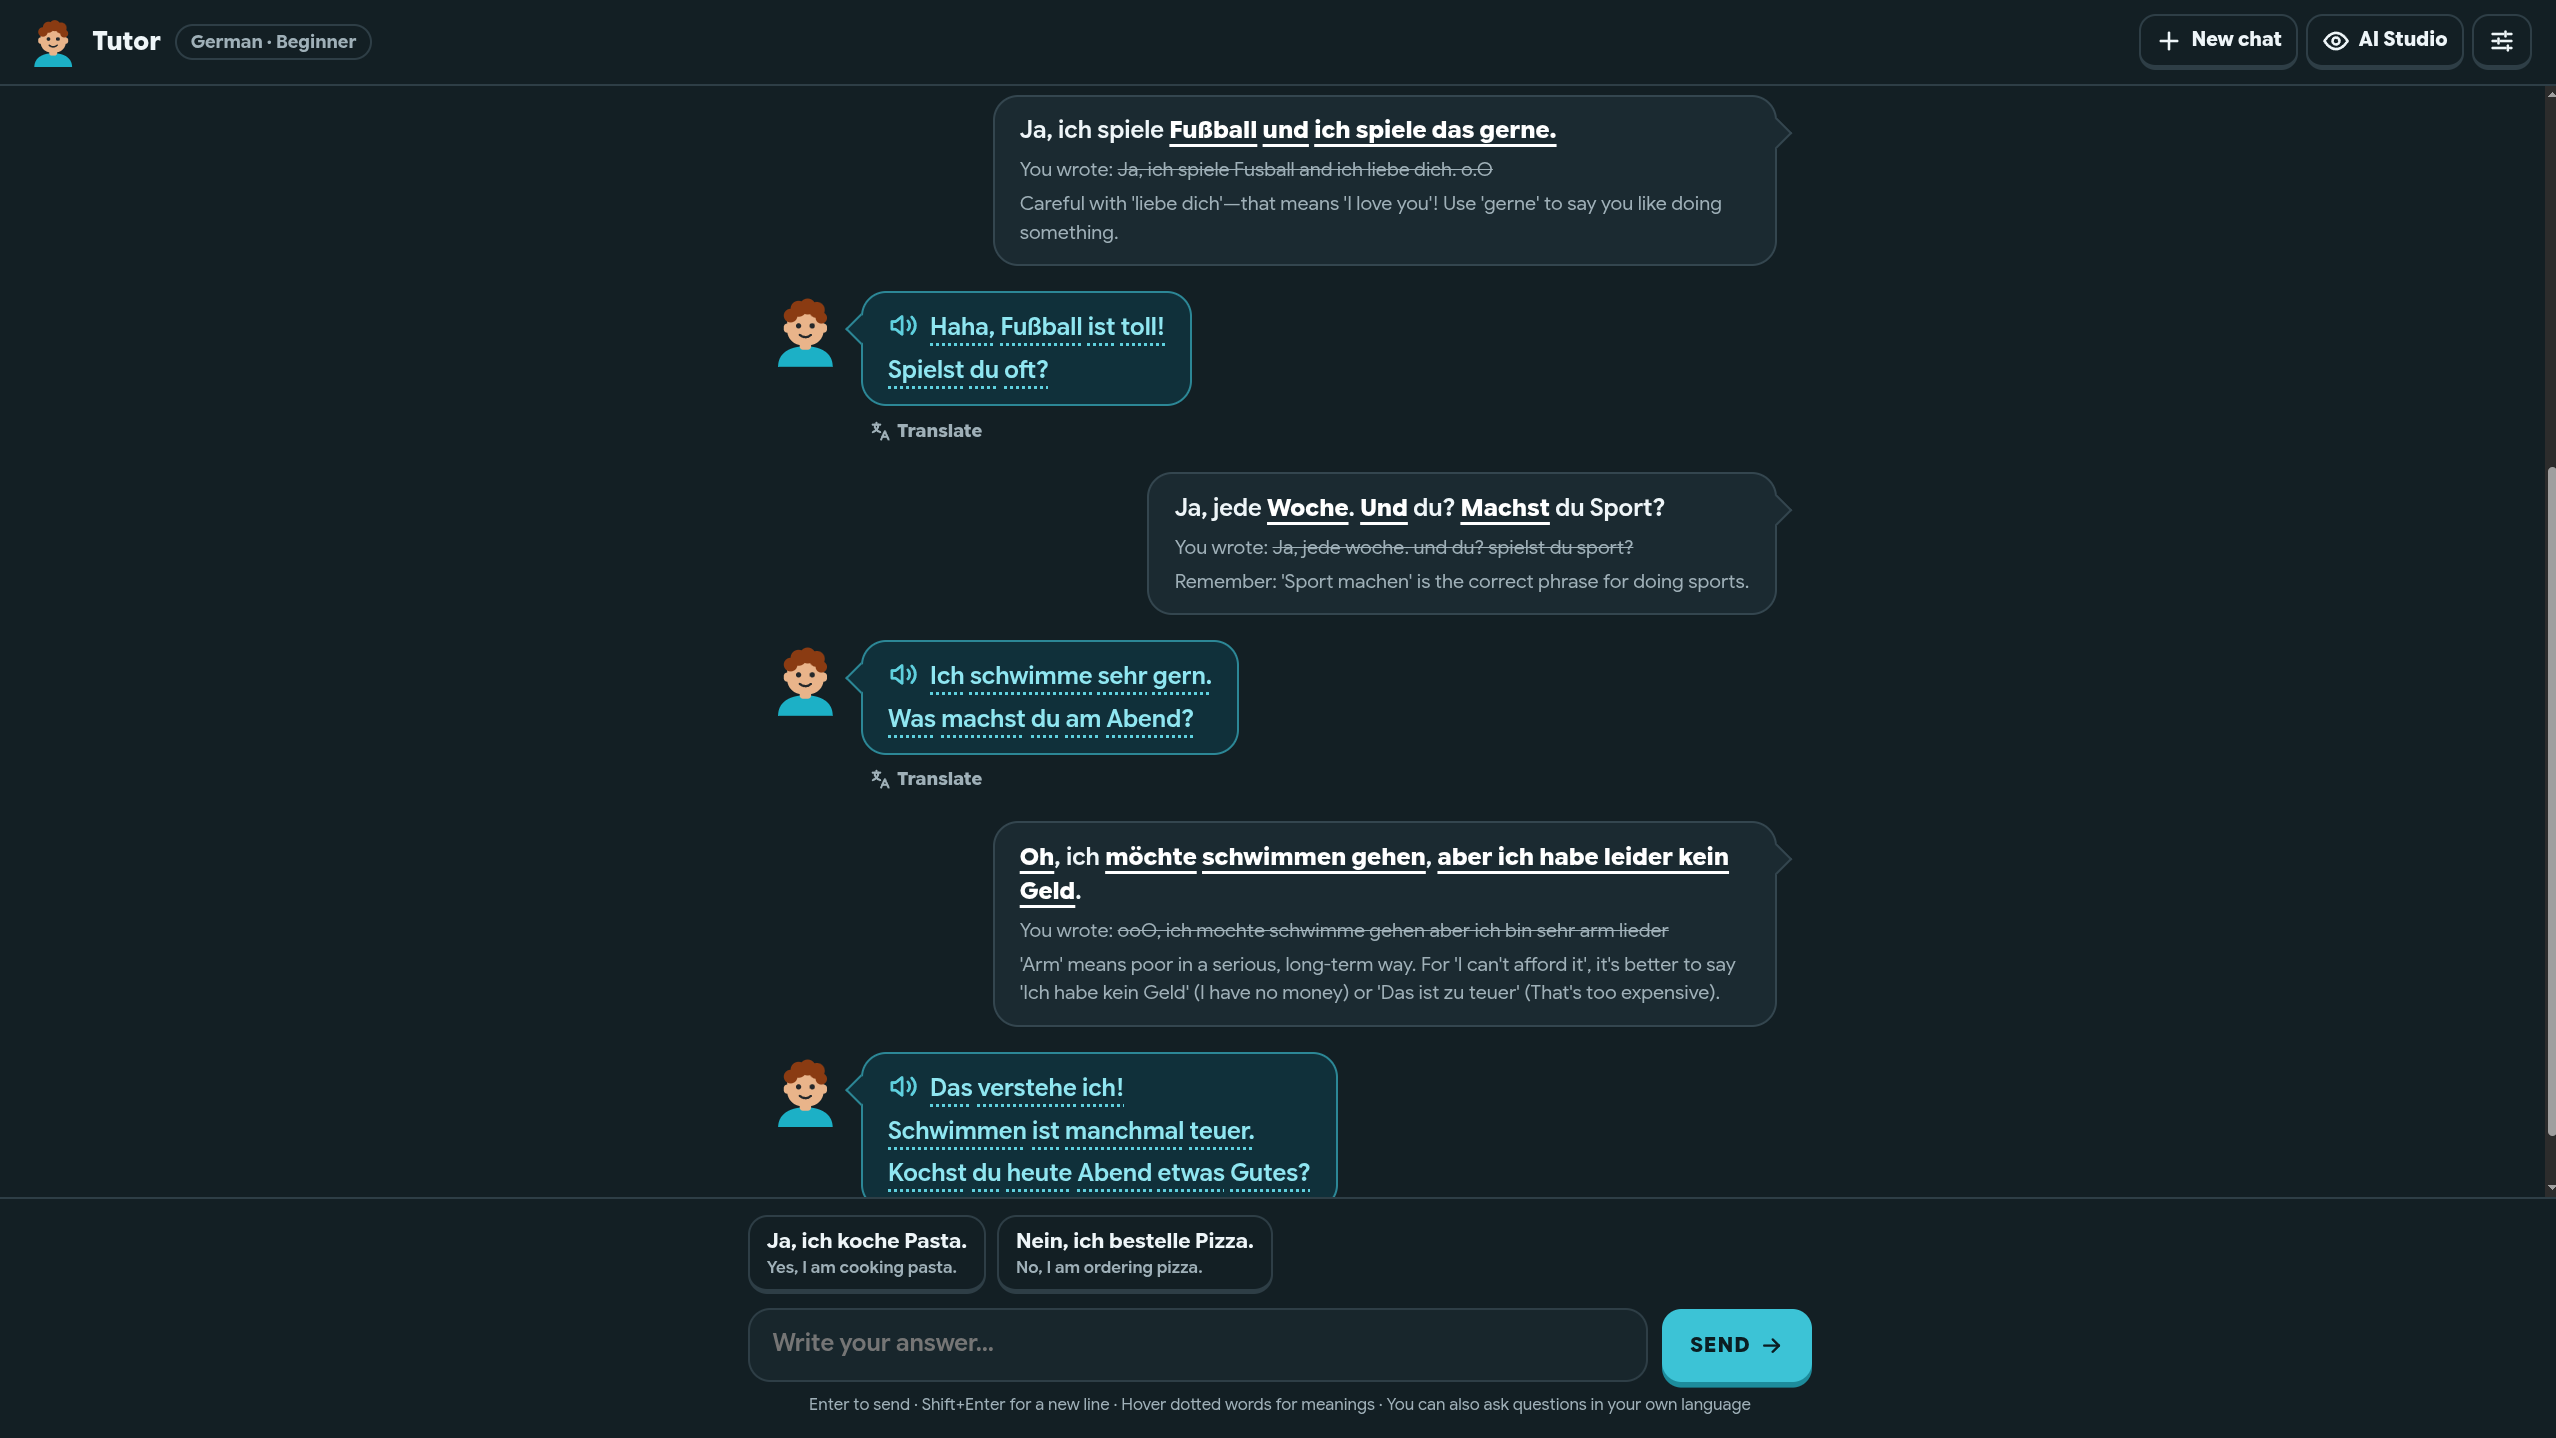 Tutor
German · Beginner
New chat
AI Studio
Ja, ich spiele Fußball und ich spiele das gerne.
You wrote: Ja, ich spiele Fusball and ich liebe dich. o.O
Careful with 'liebe dich'—that means 'I love you'! Use 'gerne' to say you like doing
something.
Haha, Fußball ist toll!
Spielst du oft?
Translate
Ja, jede Woche. Und du? Machst du Sport?
You wrote: Ja, jede woche. und du? spielst du sport?
Remember: 'Sport machen' is the correct phrase for doing sports.
Ich schwimme sehr gern.
Was machst du am Abend?
Translate
Oh, ich möchte schwimmen gehen, aber ich habe leider kein
Geld.
You wrote: ooO, ich mochte schwimme gehen aber ich bin sehr arm lieder
'Arm' means poor in a serious, long-term way. For 'I can't afford it', it's better to say
'Ich habe kein Geld' (I have no money) or 'Das ist zu teuer' (That's too expensive).
Das verstehe ich!
Schwimmen ist manchmal teuer.
Kochst du heute Abend etwas Gutes?
Ja, ich koche Pasta.
Yes, I am cooking pasta.
Nein, ich bestelle Pizza.
No, I am ordering pizza.
Write your answer...
SEND
Enter to send · Shift+Enter for a new line · Hover dotted words for meanings · You can also ask questions in your own language